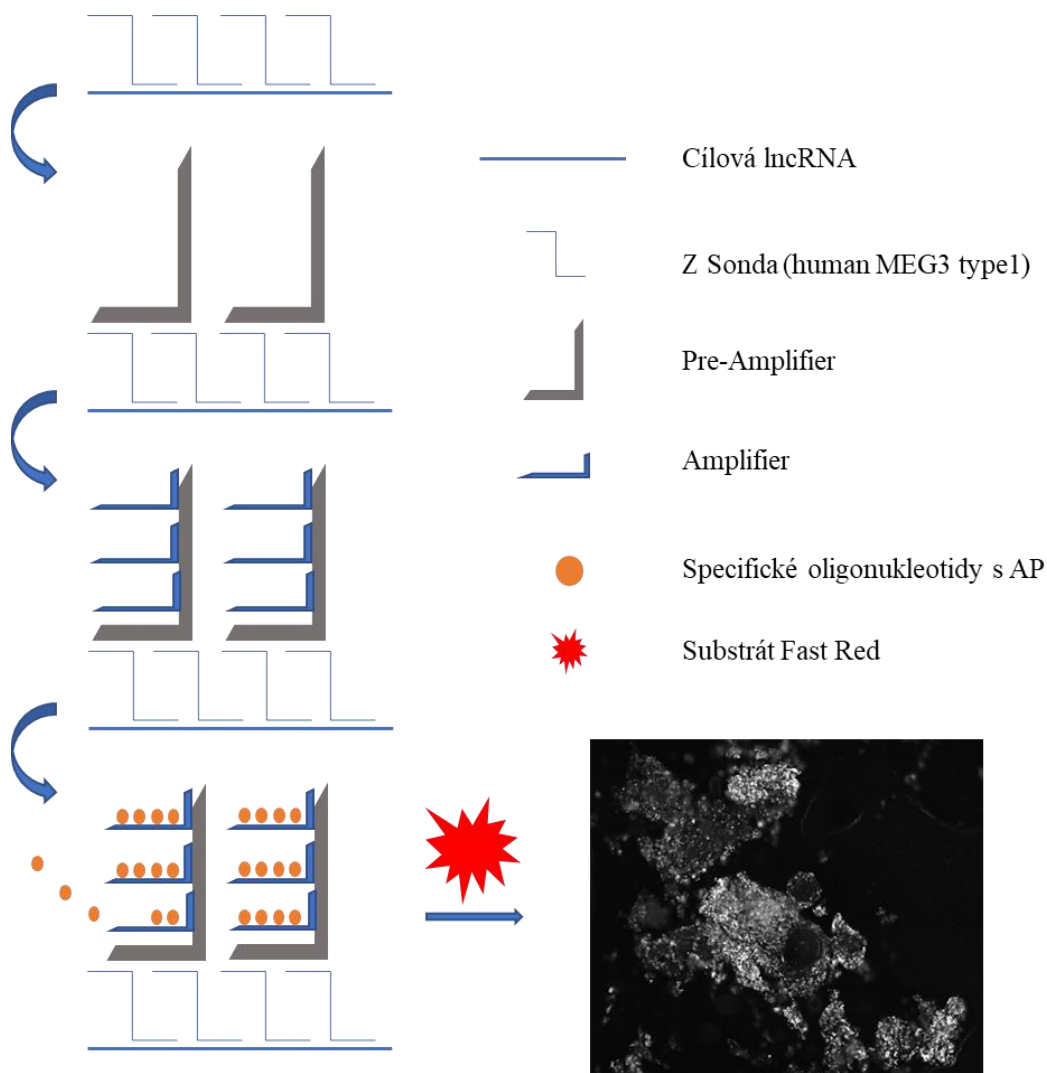 Cílová lncRNA
Z Sonda (human MEG3 type1)
Pre-Amplifier
Amplifier
Specifické oligonukleotidy s AP
Substrát Fast Red